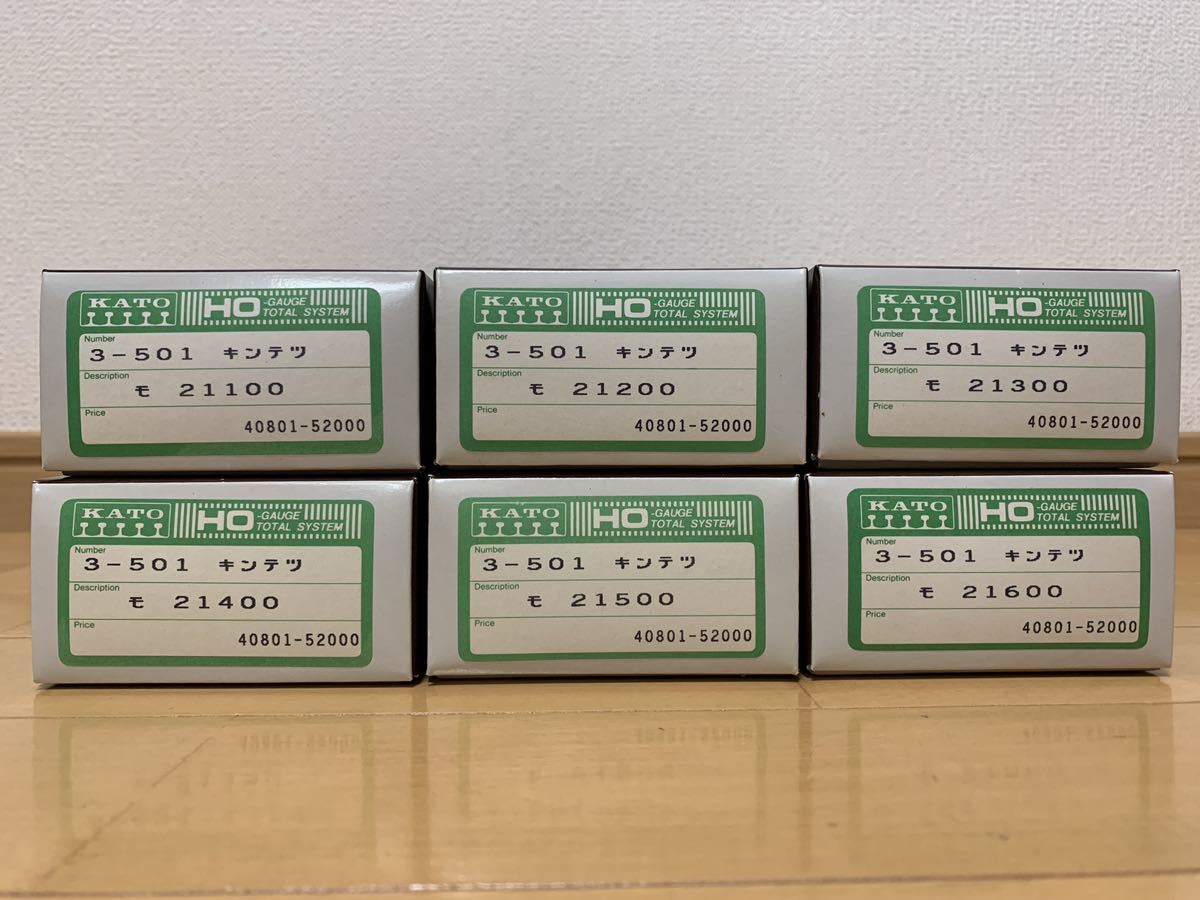 KATO HO -GAUGE TOTAL SYSTEM
Number
3-501 キンテツ
Description
モ 21100
Price
40801-52000
KATO HO -GAUGE TOTAL SYSTEM
Number
3-501 キンテツ
Description
モ 21200
Price
40801-52000
KATO HO -GAUGE TOTAL SYSTEM
Number
3-501 キンテツ
Description
モ 21300
Price
40801-52000
KATO HO -GAUGE TOTAL SYSTEM
Number
3-501 キンテツ
Description
モ 21400
Price
40801-52000
KATO HO -GAUGE TOTAL SYSTEM
Number
3-501 キンテツ
Description
モ 21500
Price
40801-52000
KATO HO -GAUGE TOTAL SYSTEM
Number
3-501 キンテツ
Description
モ 21600
Price
40801-52000